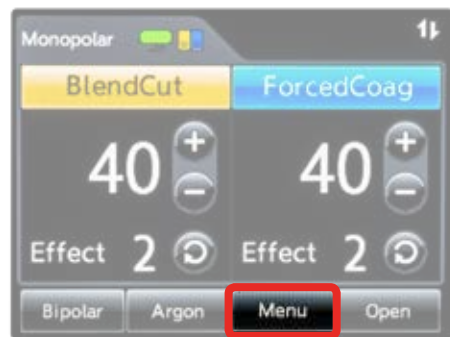 Monopolar
BlendCut ForcedCoag
40 + 40 +
− −
Effect 2 Effect 2
Bipolar Argon Menu Open